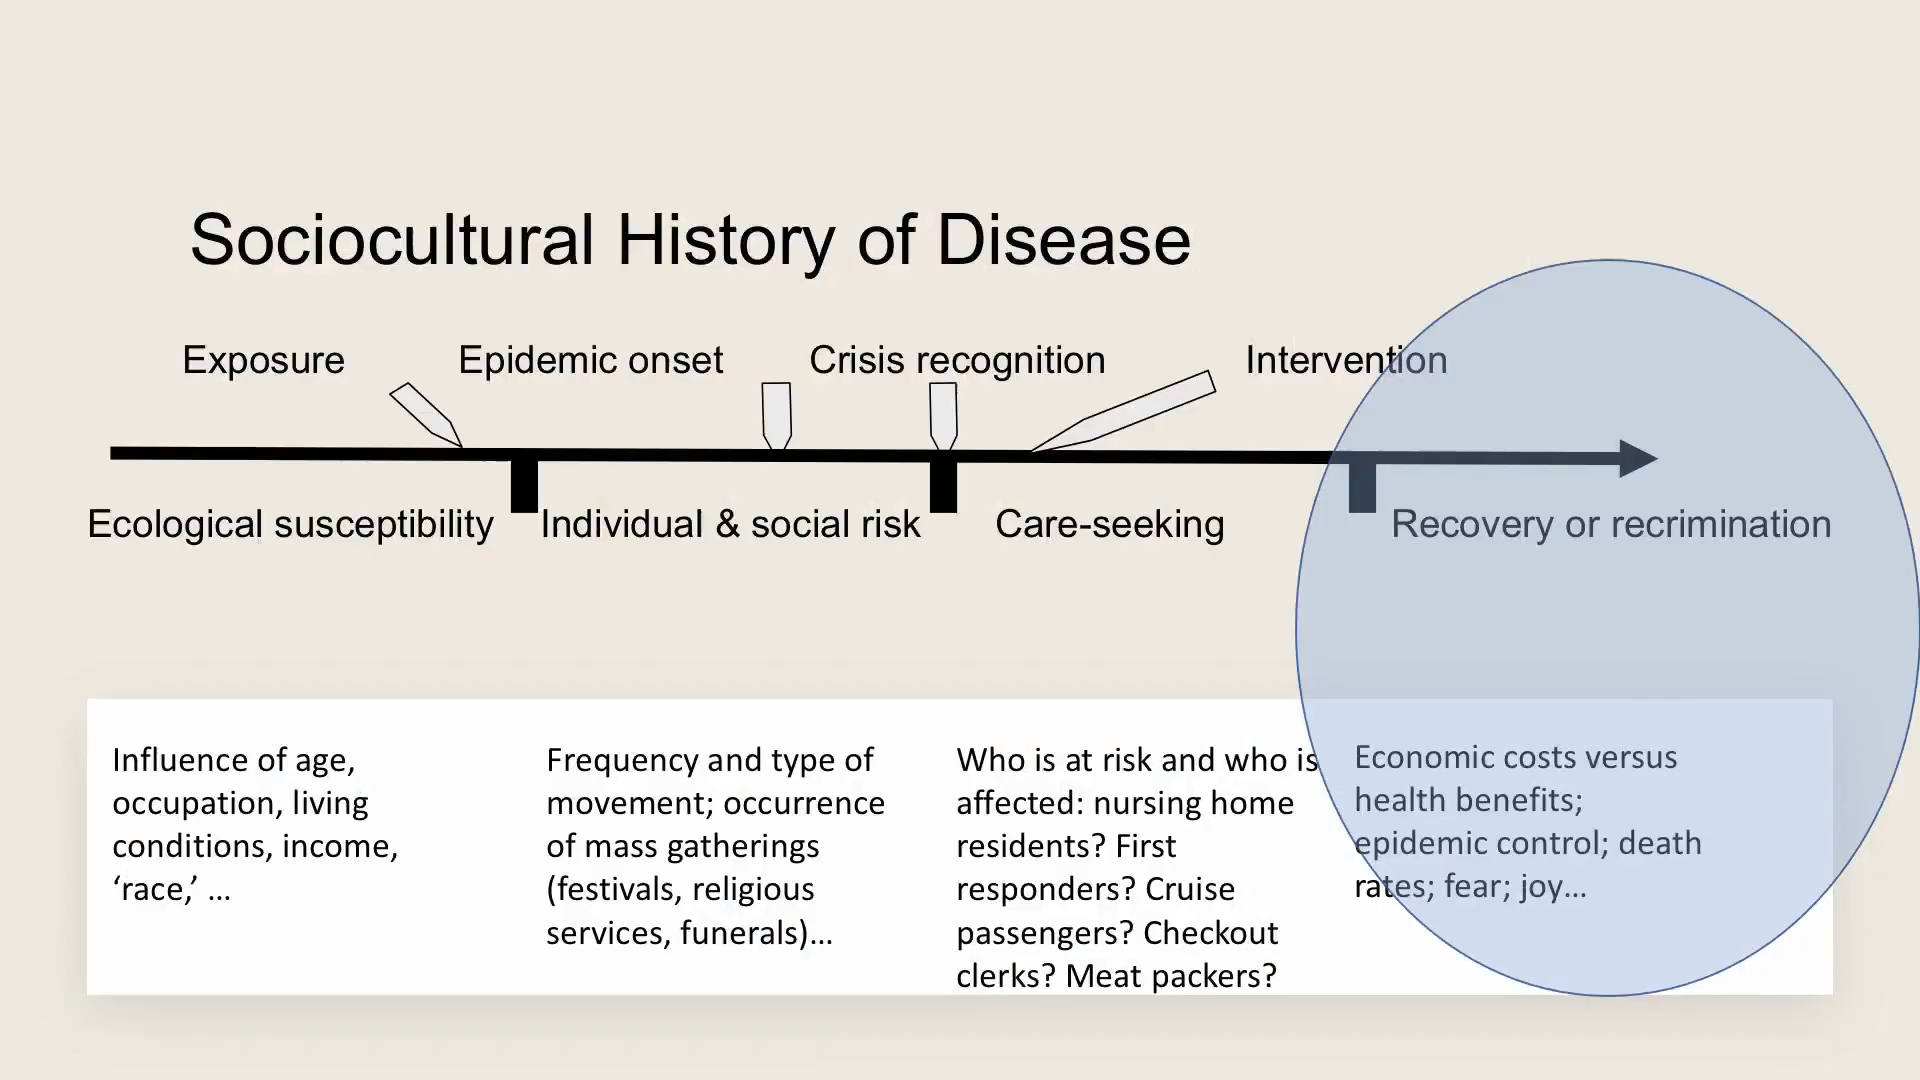 Sociocultural History of Disease
Exposure
Epidemic onset
Crisis recognition
Intervention
Ecological susceptibility
Individual & social risk
Care-seeking
Recovery or recrimination
Influence of age,
occupation, living
conditions, income,
‘race,’ …
Frequency and type of
movement; occurrence
of mass gatherings
(festivals, religious
services, funerals)…
Who is at risk and who is
affected: nursing home
residents? First
responders? Cruise
passengers? Checkout
clerks? Meat packers?
Economic costs versus
health benefits;
epidemic control; death
rates; fear; joy…